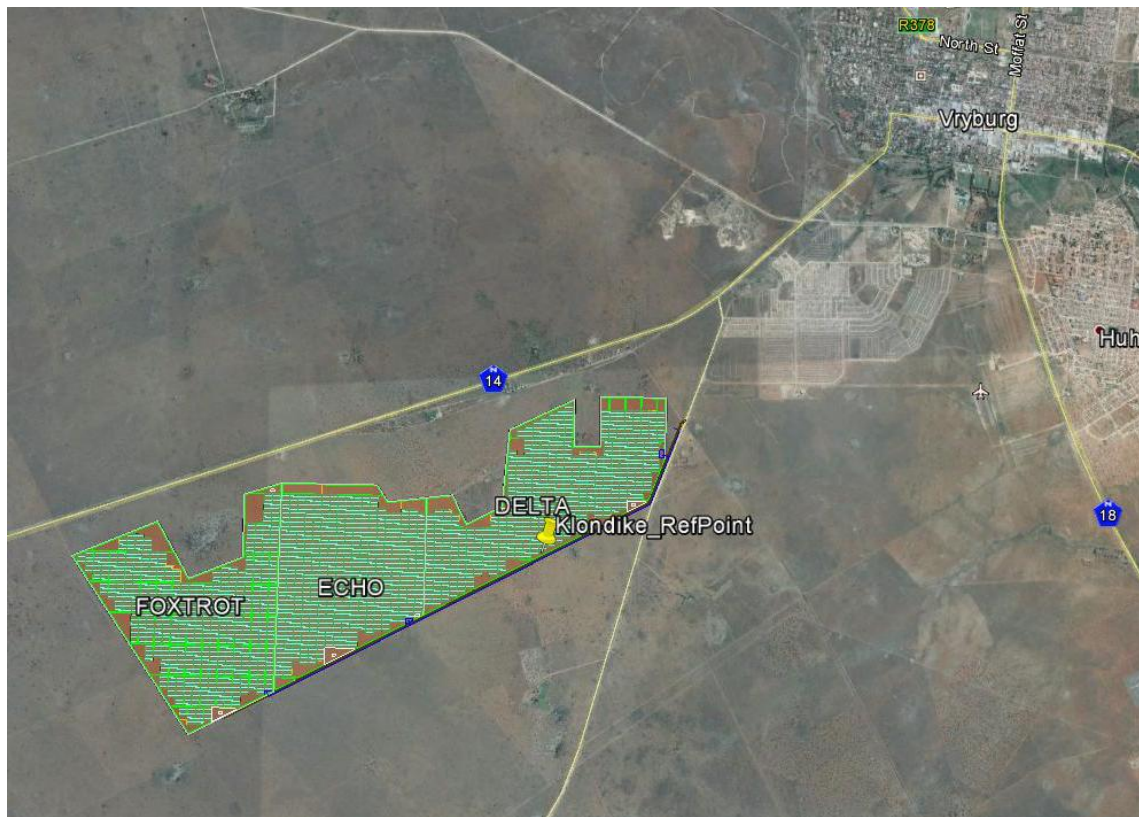 R378
North St
Moffat St
Vryburg
Huh
N
14
DELTA
Klondike_RefPoint
N
18
ECHO
FOXTROT